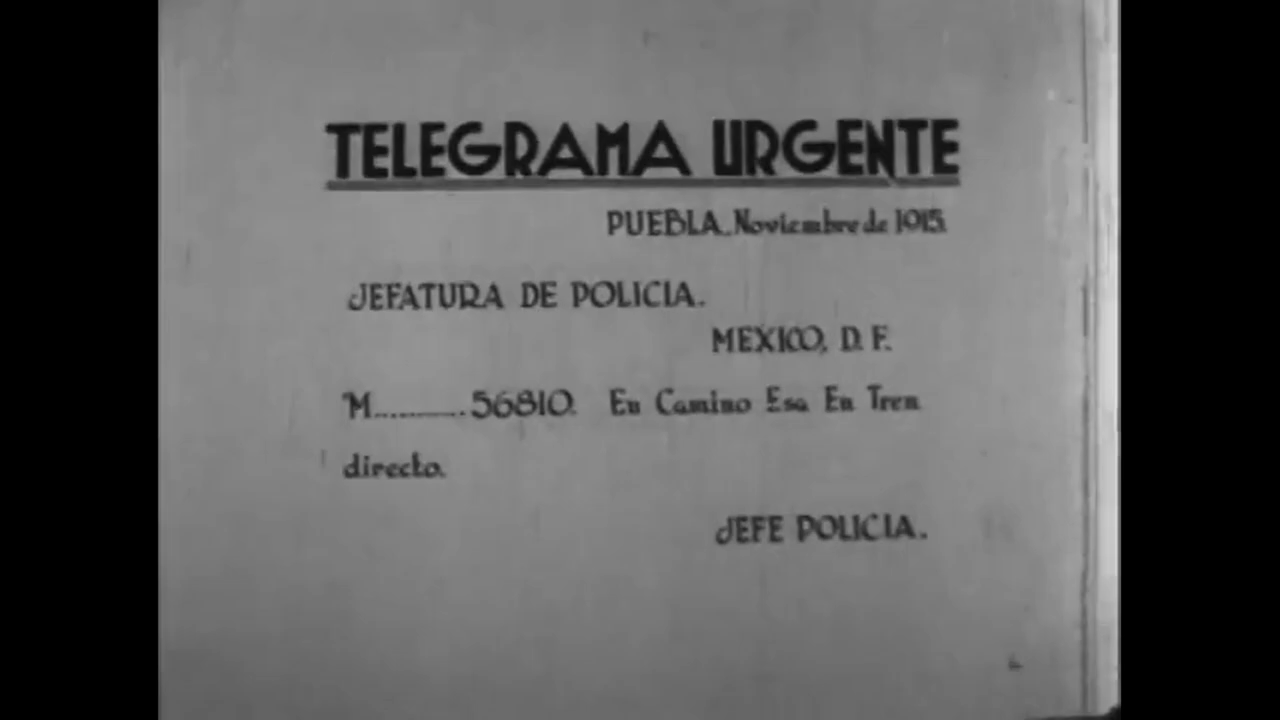 TELEGRAMA URGENTE
PUEBLA. Noviembre de 1915.
JEFATURA DE POLICIA.
MEXICO, D. F.
M...........56810. En Camino Esa En Tren
directo.
JEFE POLICIA.